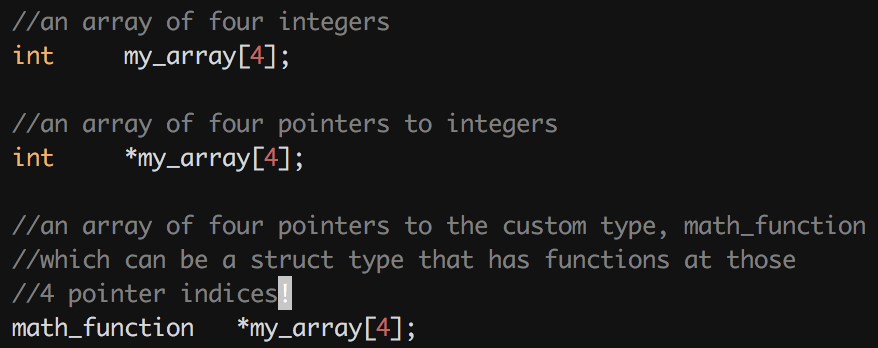 //an array of four integers
int     my_array[4];
//an array of four pointers to integers
int     *my_array[4];
//an array of four pointers to the custom type, math_function
//which can be a struct type that has functions at those
//4 pointer indices!
math_function   *my_array[4];